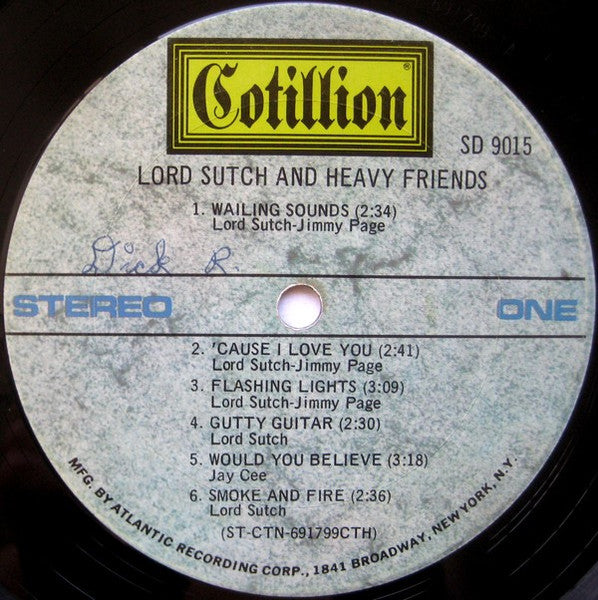 Cotillion®
SD 9015
LORD SUTCH AND HEAVY FRIENDS
1. WAILING SOUNDS (2:34)
Lord Sutch-Jimmy Page
Dick R.
STEREO ONE
2. 'CAUSE I LOVE YOU (2:41)
Lord Sutch-Jimmy Page
3. FLASHING LIGHTS (3:09)
Lord Sutch-Jimmy Page
4. GUTTY GUITAR (2:30)
Lord Sutch
5. WOULD YOU BELIEVE (3:18)
Jay Cee
6. SMOKE AND FIRE (2:36)
Lord Sutch
(ST-CTN-691799CTH)
MFG. BY ATLANTIC RECORDING CORP., 1841 BROADWAY, NEW YORK, N.Y.